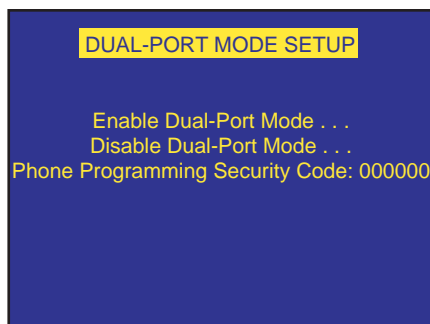 DUAL-PORT MODE SETUP
Enable Dual-Port Mode . . .
Disable Dual-Port Mode . . .
Phone Programming Security Code: 000000